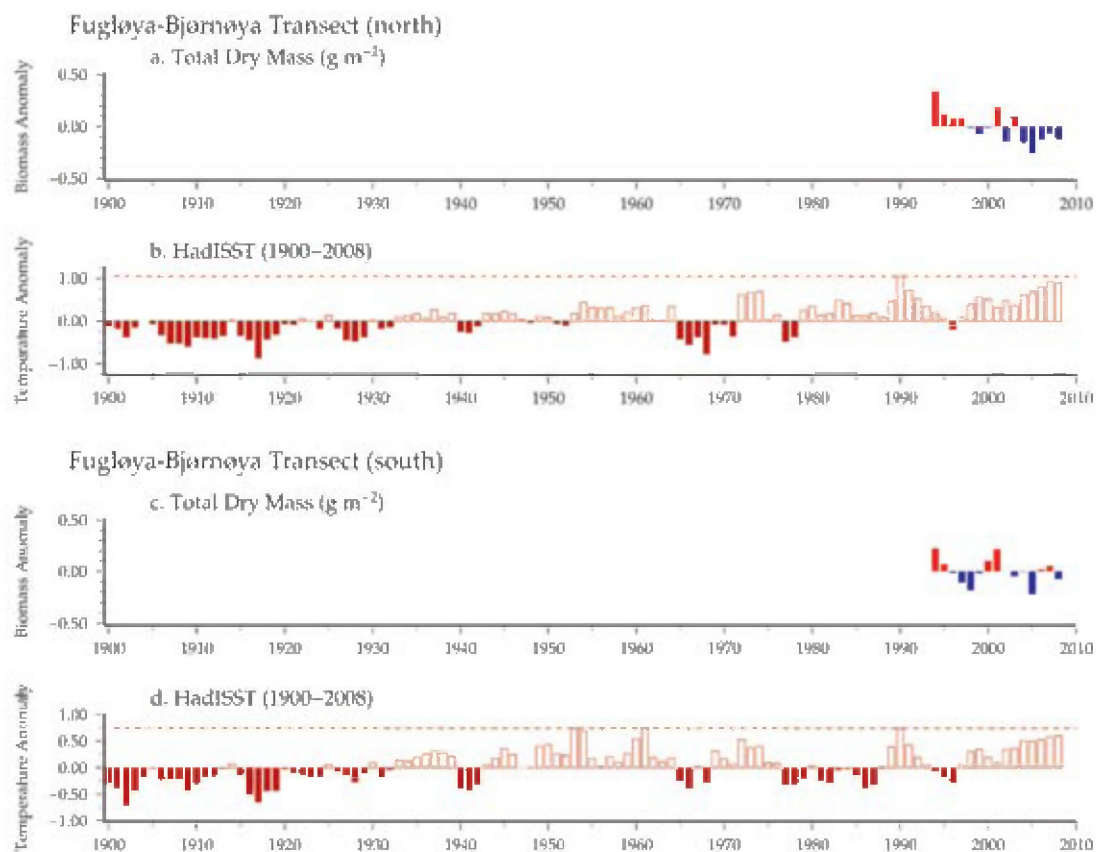 Fugløya-Bjørnøya Transect (north)
a. Total Dry Mass (g m⁻²)
Biomass Anomaly
0.50
0.00
−0.50
1900 1910 1920 1930 1940 1950 1960 1970 1980 1990 2000 2010
b. HadISST (1900–2008)
Temperature Anomaly
1.00
0.00
−1.00
1900 1910 1920 1930 1940 1950 1960 1970 1980 1990 2000 2010
Fugløya-Bjørnøya Transect (south)
c. Total Dry Mass (g m⁻²)
Biomass Anomaly
0.50
0.00
−0.50
1900 1910 1920 1930 1940 1950 1960 1970 1980 1990 2000 2010
d. HadISST (1900–2008)
Temperature Anomaly
1.00
0.50
0.00
−0.50
−1.00
1900 1910 1920 1930 1940 1950 1960 1970 1980 1990 2000 2010